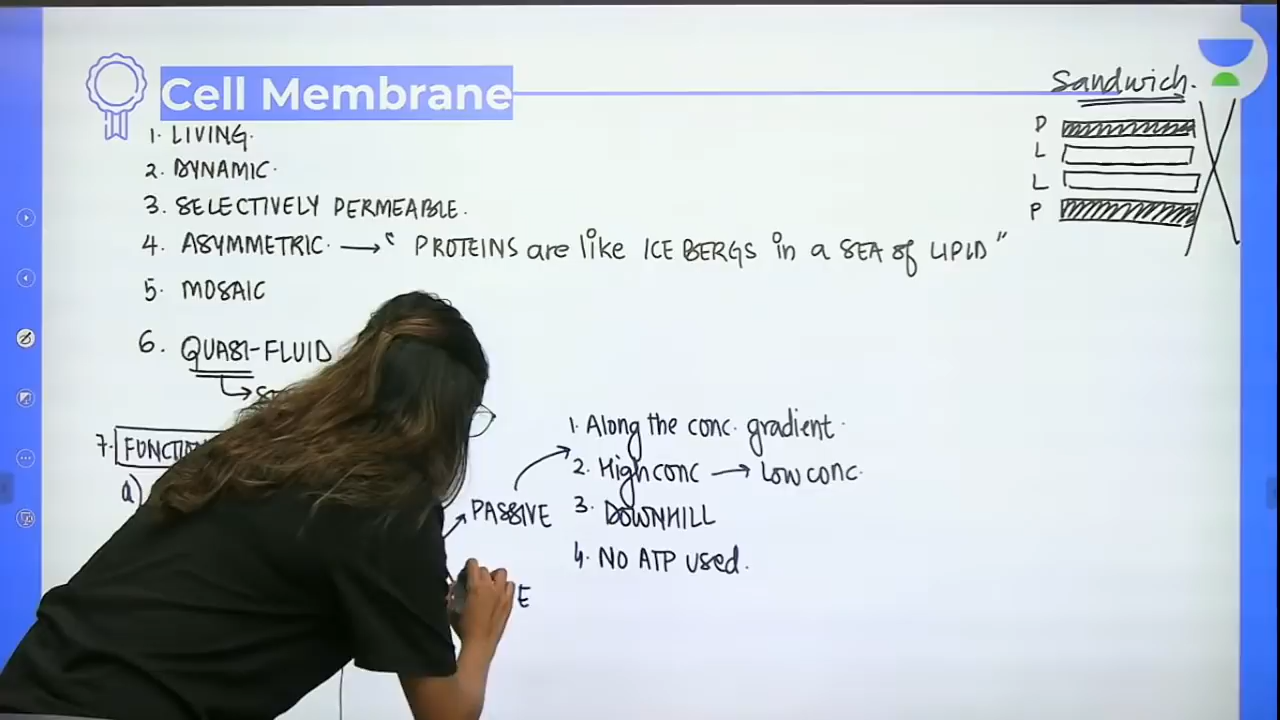 Cell Membrane
Sandwich.
1. LIVING.
2. DYNAMIC.
3. SELECTIVELY PERMEABLE.
4. ASYMMETRIC. → " PROTEINS are like ICE BERGS in a SEA of LIPID "
5. MOSAIC
6. QUASI-FLUID
7. FUNCTIO
a)
P
L
L
P
PASSIVE
1. Along the conc. gradient.
2. High conc → Low conc.
3. DOWNHILL
4. NO ATP used.
E